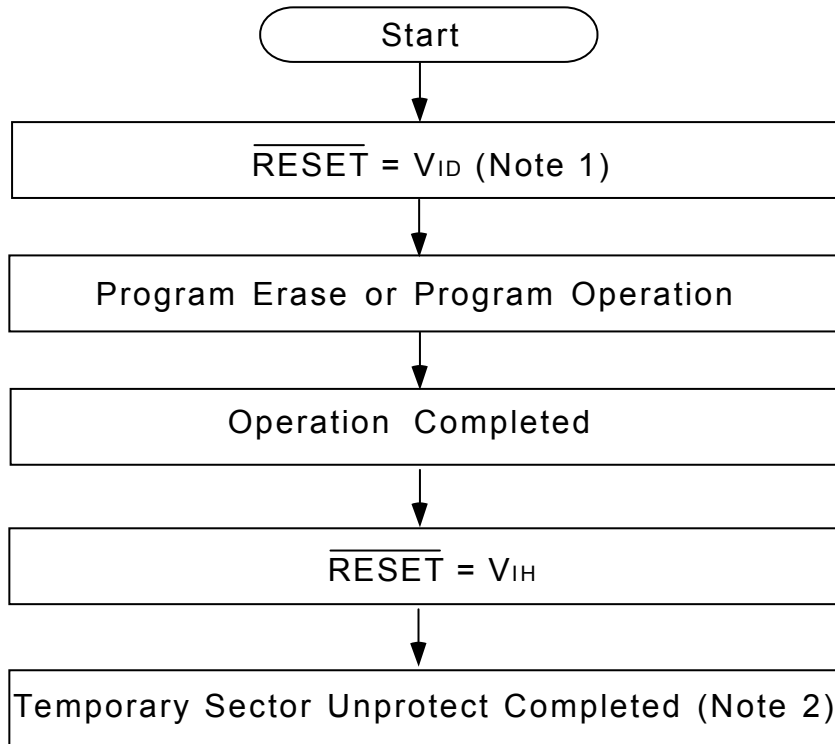 Start
RESET = VID (Note 1)
Program Erase or Program Operation
Operation Completed
RESET = VIH
Temporary Sector Unprotect Completed (Note 2)